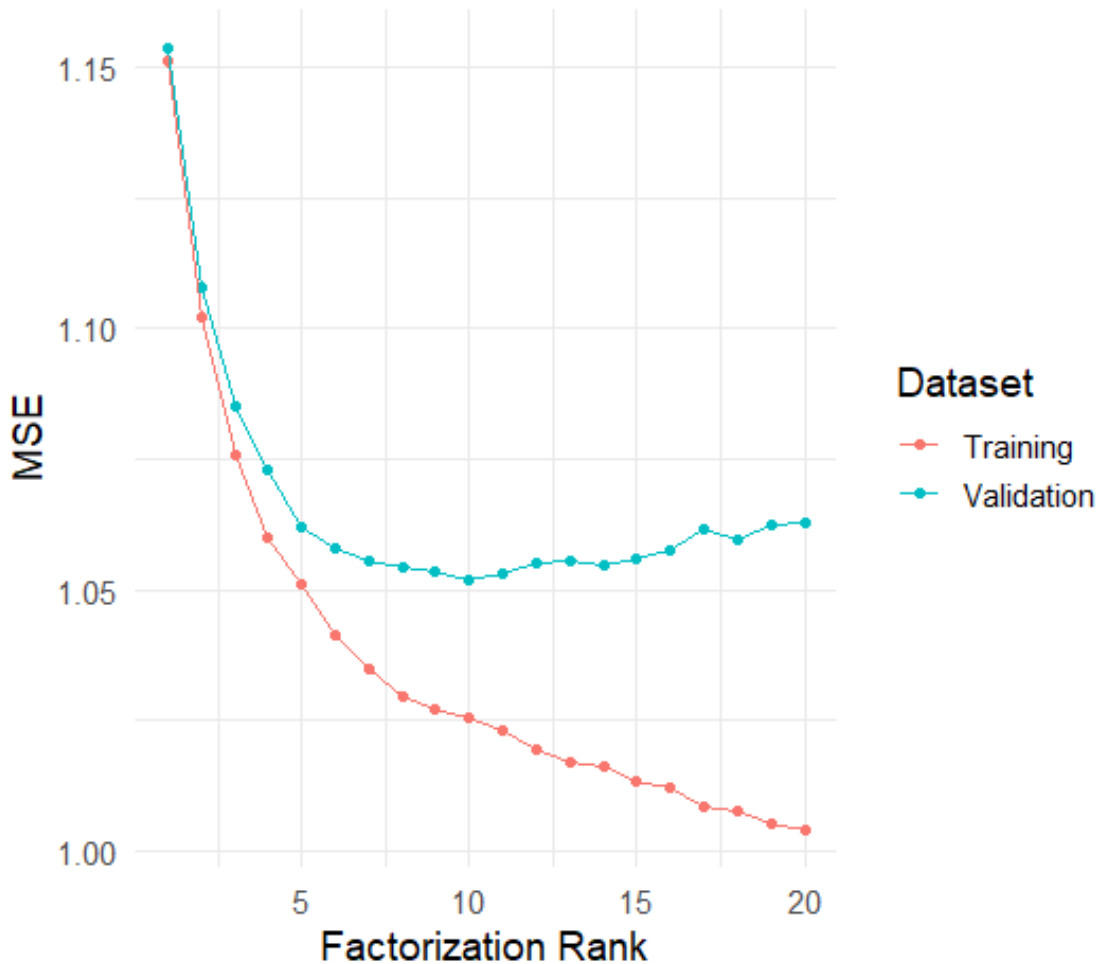 MSE
1.15
1.10
1.05
1.00
5 10 15 20
Factorization Rank
Dataset
Training
Validation